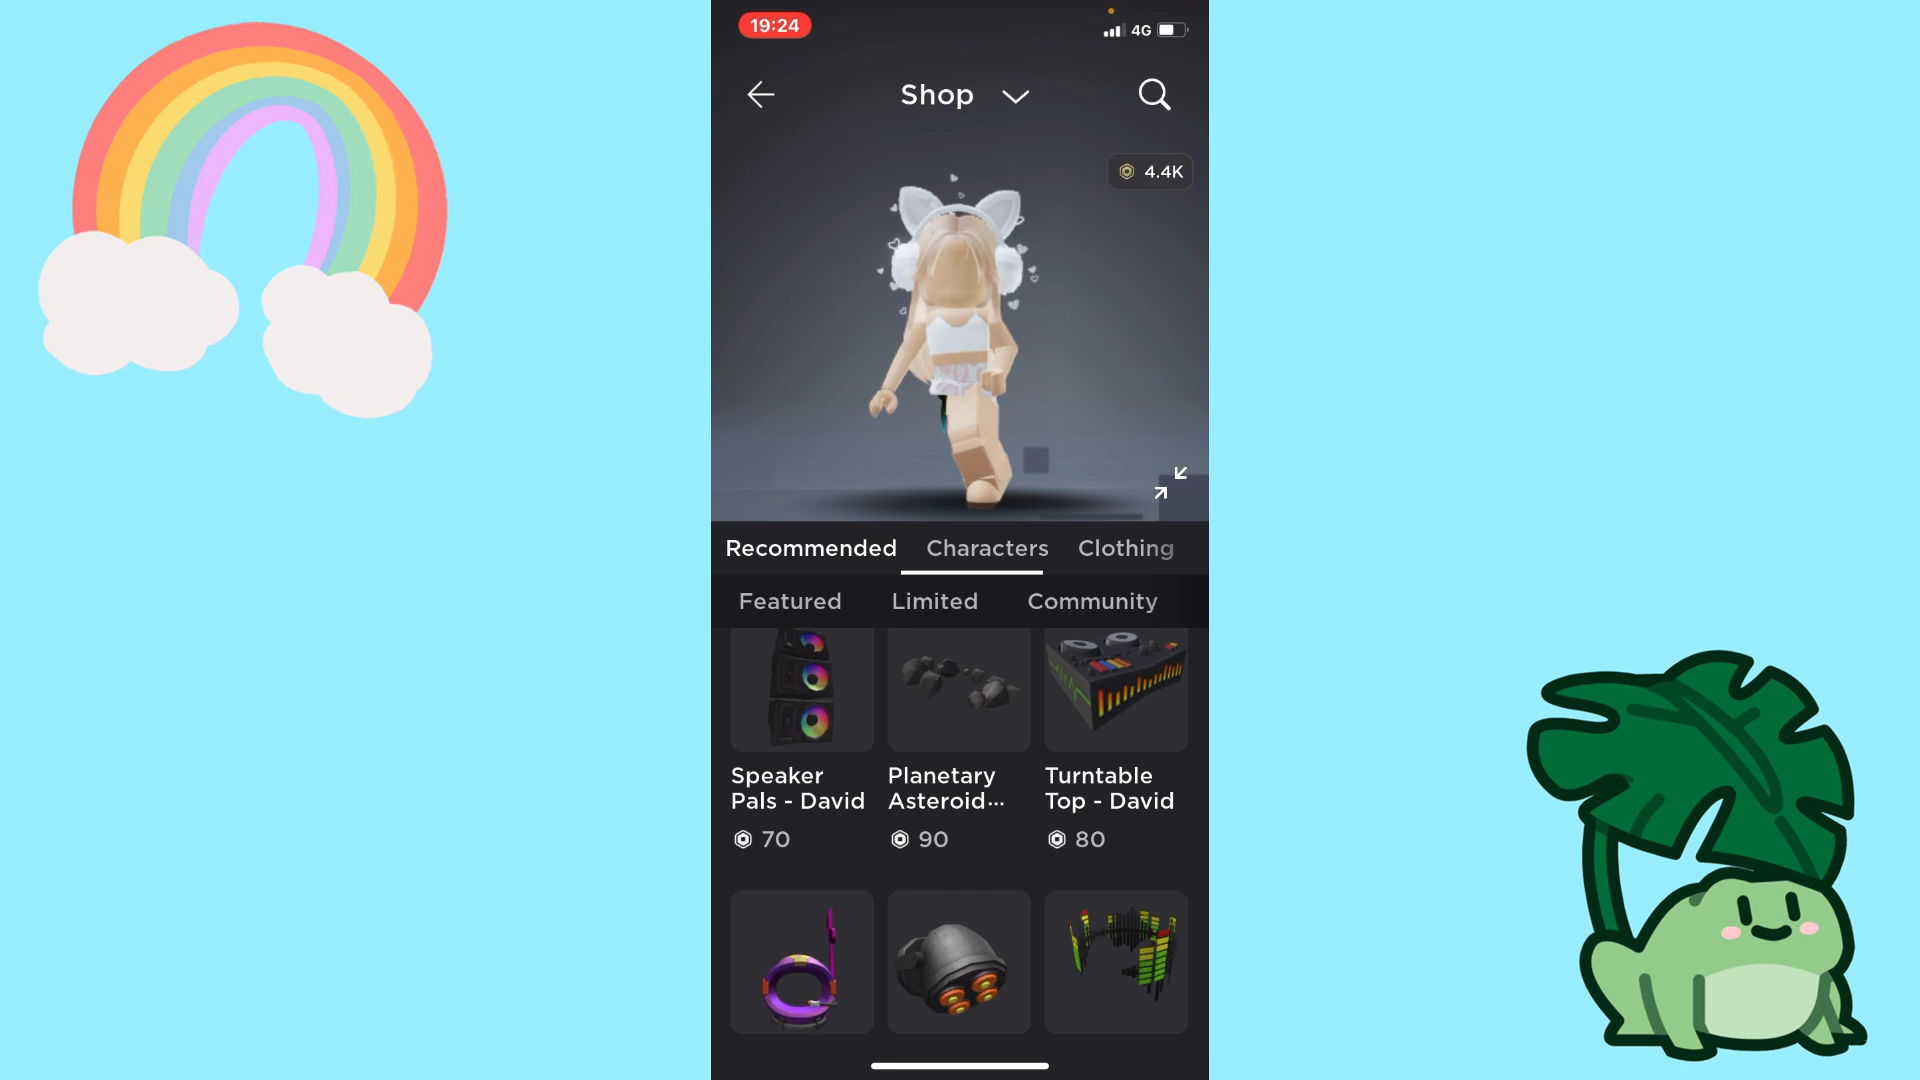 19:24
4G
Shop
4.4K
Recommended Characters Clothing
Featured Limited Community
Speaker Pals - David
Planetary Asteroid...
Turntable Top - David
70
90
80